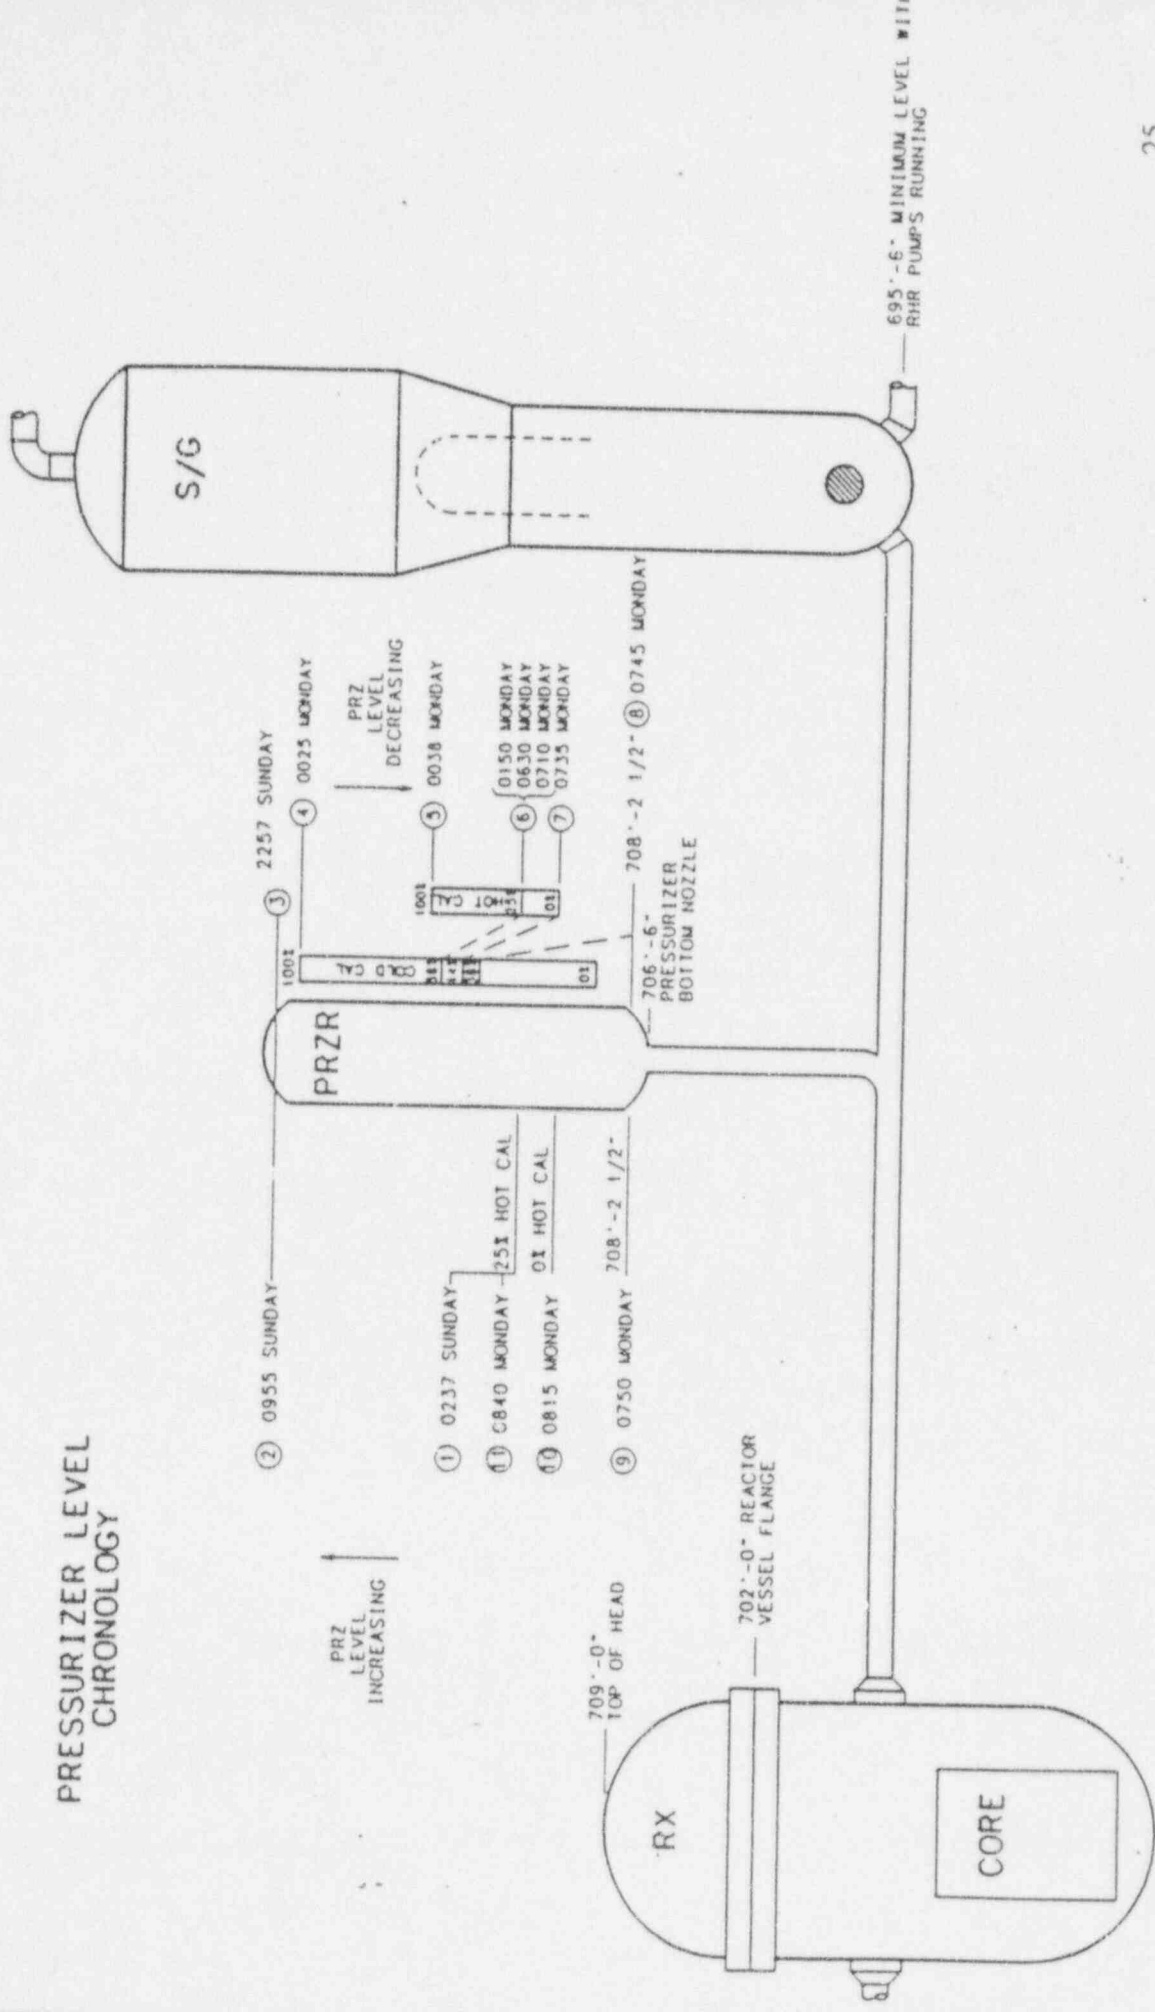 PRESSURIZER LEVEL
CHRONOLOGY
② 0955 SUNDAY
③ 2257 SUNDAY
④ 0025 MONDAY
PRZ
LEVEL
INCREASING
PRZ
LEVEL
DECREASING
① 0237 SUNDAY
⑪ 0840 MONDAY
25% HOT CAL
⑩ 0815 MONDAY
0% HOT CAL
⑨ 0750 MONDAY
708'-2 1/2"
PRZR
100%
0%
100%
25%
0%
⑤ 0038 MONDAY
⑥
0150 MONDAY
0630 MONDAY
0710 MONDAY
⑦ 0735 MONDAY
708'-2 1/2" ⑧ 0745 MONDAY
706'-6"
PRESSURIZER
BOTTOM NOZZLE
S/G
709'-0"
TOP OF HEAD
702'-0" REACTOR
VESSEL FLANGE
RX
CORE
695'-6" MINIMUM LEVEL WITH
RHR PUMPS RUNNING
25